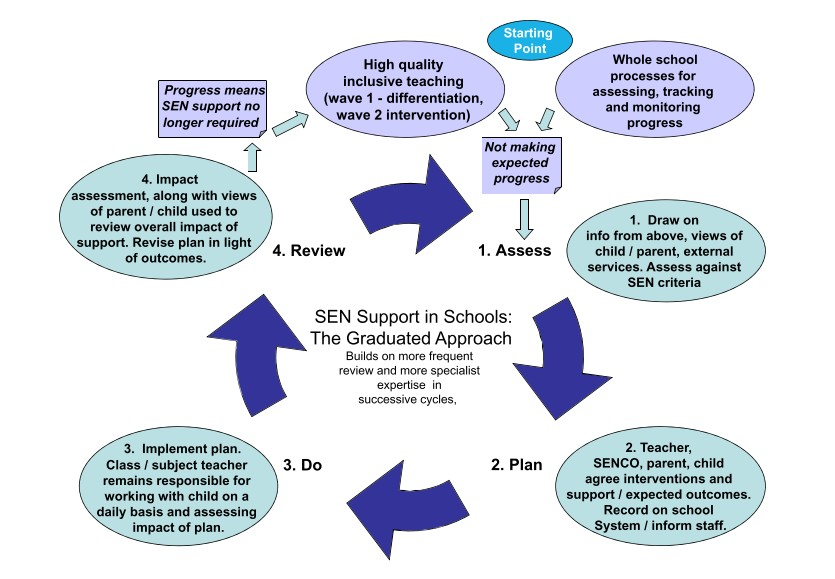 Starting
Point
High quality
inclusive teaching
(wave 1 - differentiation,
wave 2 intervention)
Whole school
processes for
assessing, tracking
and monitoring
progress
Progress means
SEN support no
longer required
Not making
expected
progress
4. Impact
assessment, along with views
of parent / child used to
review overall impact of
support. Revise plan in light
of outcomes.
4. Review
1. Assess
1. Draw on
info from above, views of
child / parent, external
services. Assess against
SEN criteria
SEN Support in Schools:
The Graduated Approach
Builds on more frequent
review and more specialist
expertise in
successive cycles,
3. Implement plan.
Class / subject teacher
remains responsible for
working with child on a
daily basis and assessing
impact of plan.
3. Do
2. Plan
2. Teacher,
SENCO, parent, child
agree interventions and
support / expected outcomes.
Record on school
System / inform staff.